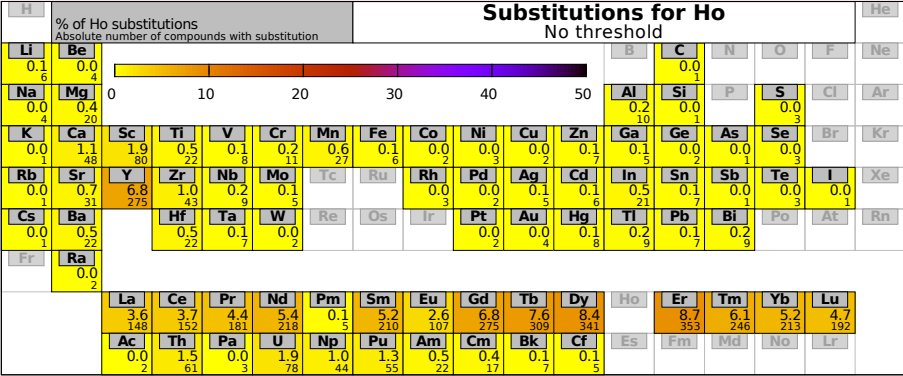 H
% of Ho substitutions
Absolute number of compounds with substitution
Substitutions for Ho
No threshold
He
Li Be B C N O F Ne
0.1 0.0 0.0
6 4 1
0 10 20 30 40 50
Na Mg Al Si P S Cl Ar
0.0 0.4 0.2 0.0 0.0
4 20 10 1 3
K Ca Sc Ti V Cr Mn Fe Co Ni Cu Zn Ga Ge As Se Br Kr
0.0 1.1 1.9 0.5 0.1 0.2 0.6 0.1 0.0 0.0 0.0 0.1 0.1 0.0 0.0 0.0
1 48 80 22 8 11 27 6 2 3 2 7 5 2 1 3
Rb Sr Y Zr Nb Mo Tc Ru Rh Pd Ag Cd In Sn Sb Te I Xe
0.0 0.7 6.8 1.0 0.2 0.1 0.0 0.0 0.1 0.1 0.5 0.1 0.0 0.0 0.0
1 31 275 43 9 5 3 2 5 6 21 7 1 3 1
Cs Ba Hf Ta W Re Os Ir Pt Au Hg Tl Pb Bi Po At Rn
0.0 0.5 0.5 0.1 0.0 0.0 0.0 0.1 0.2 0.1 0.2
1 22 22 7 2 2 4 8 9 7 9
Fr Ra
0.0
2
La Ce Pr Nd Pm Sm Eu Gd Tb Dy Ho Er Tm Yb Lu
3.6 3.7 4.4 5.4 0.1 5.2 2.6 6.8 7.6 8.4 8.7 6.1 5.2 4.7
148 152 181 218 5 210 107 275 309 341 353 246 213 192
Ac Th Pa U Np Pu Am Cm Bk Cf Es Fm Md No Lr
0.0 1.5 0.0 1.9 1.0 1.3 0.5 0.4 0.1 0.1
2 61 3 78 44 55 22 17 7 5